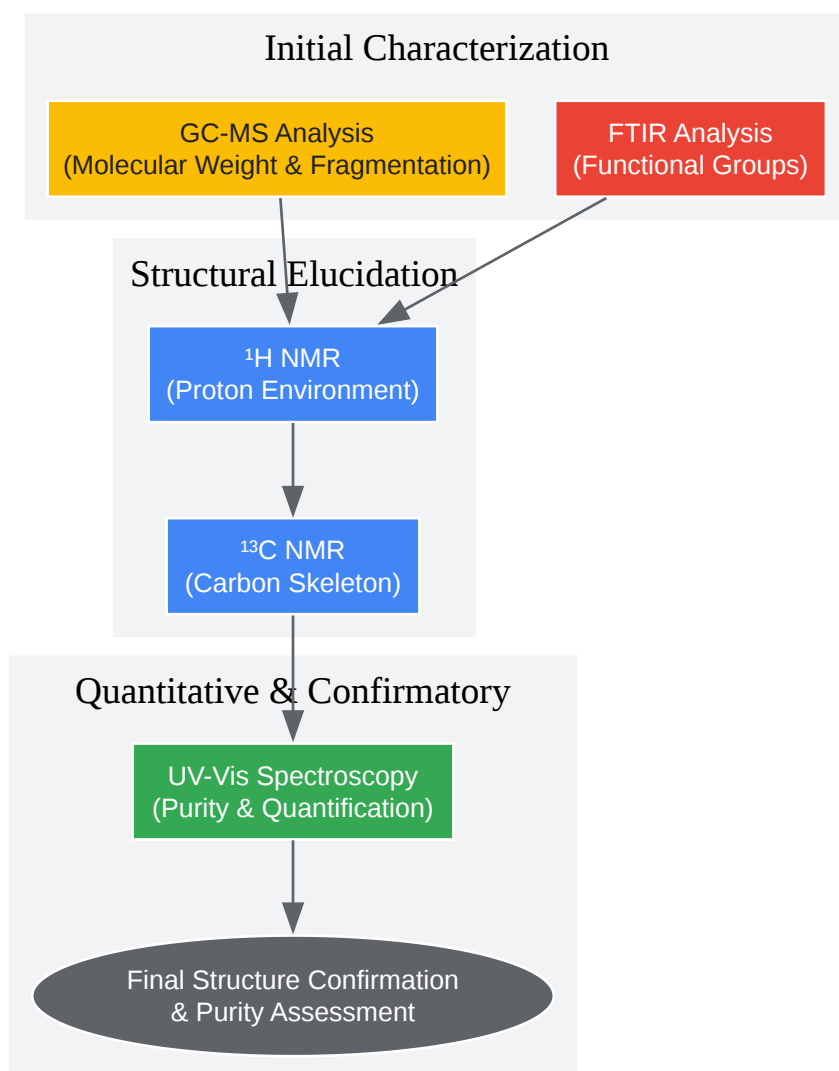 Initial Characterization
GC-MS Analysis
(Molecular Weight & Fragmentation)
FTIR Analysis
(Functional Groups)
Structural Elucidation
¹H NMR
(Proton Environment)
¹³C NMR
(Carbon Skeleton)
Quantitative & Confirmatory
UV-Vis Spectroscopy
(Purity & Quantification)
Final Structure Confirmation
& Purity Assessment